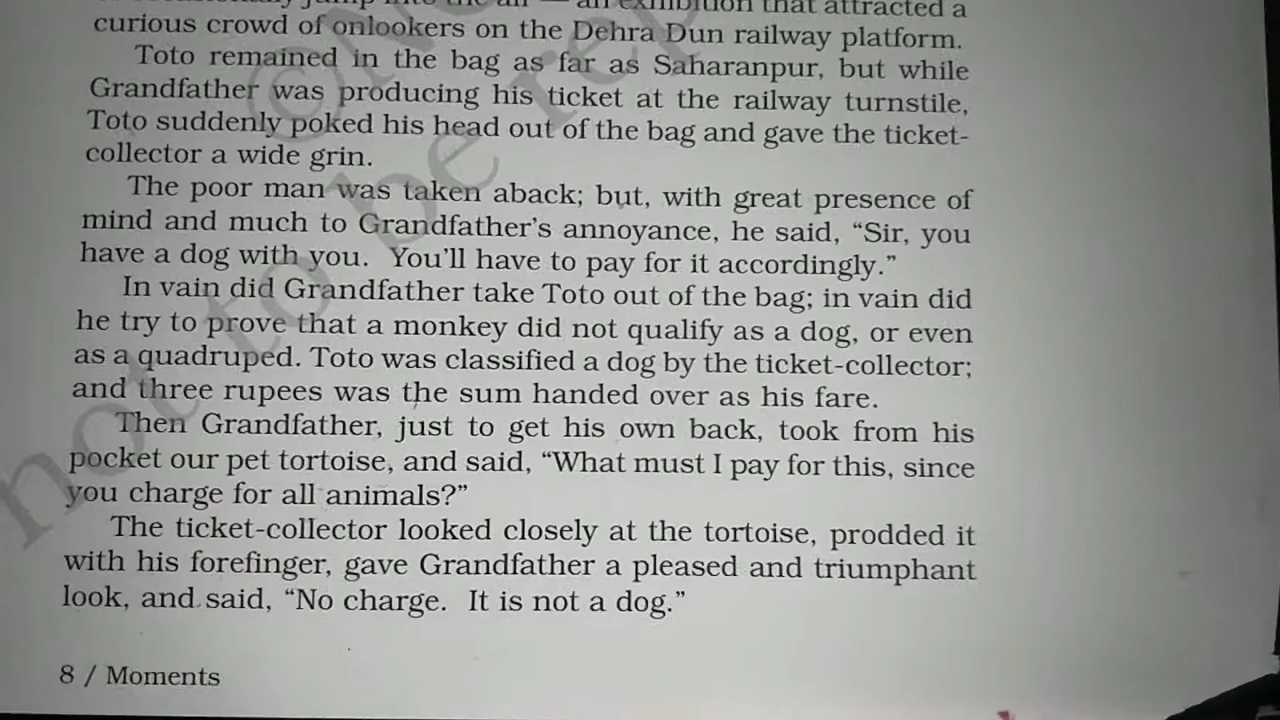 an exhibition that attracted a
curious crowd of onlookers on the Dehra Dun railway platform.
Toto remained in the bag as far as Saharanpur, but while
Grandfather was producing his ticket at the railway turnstile,
Toto suddenly poked his head out of the bag and gave the ticket-
collector a wide grin.
The poor man was taken aback; but, with great presence of
mind and much to Grandfather’s annoyance, he said, “Sir, you
have a dog with you.  You’ll have to pay for it accordingly.”
In vain did Grandfather take Toto out of the bag; in vain did
he try to prove that a monkey did not qualify as a dog, or even
as a quadruped. Toto was classified a dog by the ticket-collector;
and three rupees was the sum handed over as his fare.
Then Grandfather, just to get his own back, took from his
pocket our pet tortoise, and said, “What must I pay for this, since
you charge for all animals?”
The ticket-collector looked closely at the tortoise, prodded it
with his forefinger, gave Grandfather a pleased and triumphant
look, and said, “No charge.  It is not a dog.”
8 / Moments
not to be rep